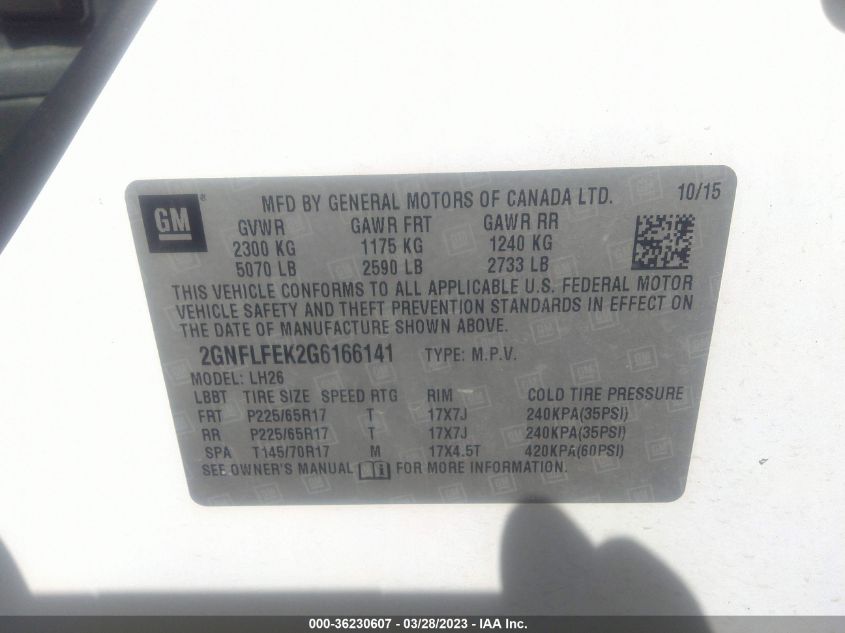 GM ® MFD BY GENERAL MOTORS OF CANADA LTD. 10/15
GVWR GAWR FRT GAWR RR
2300 KG 1175 KG 1240 KG
5070 LB 2590 LB 2733 LB
THIS VEHICLE CONFORMS TO ALL APPLICABLE U.S. FEDERAL MOTOR
VEHICLE SAFETY AND THEFT PREVENTION STANDARDS IN EFFECT ON
THE DATE OF MANUFACTURE SHOWN ABOVE.
2GNFLFEK2G6166141 TYPE: M.P.V.
MODEL: LH26
LBBT TIRE SIZE SPEED RTG RIM COLD TIRE PRESSURE
FRT P225/65R17 T 17X7J 240KPA(35PSI)
RR P225/65R17 T 17X7J 240KPA(35PSI)
SPA T145/70R17 M 17X4.5T 420KPA(60PSI)
SEE OWNER'S MANUAL FOR MORE INFORMATION.
000-36230607 - 03/28/2023 - IAA Inc.